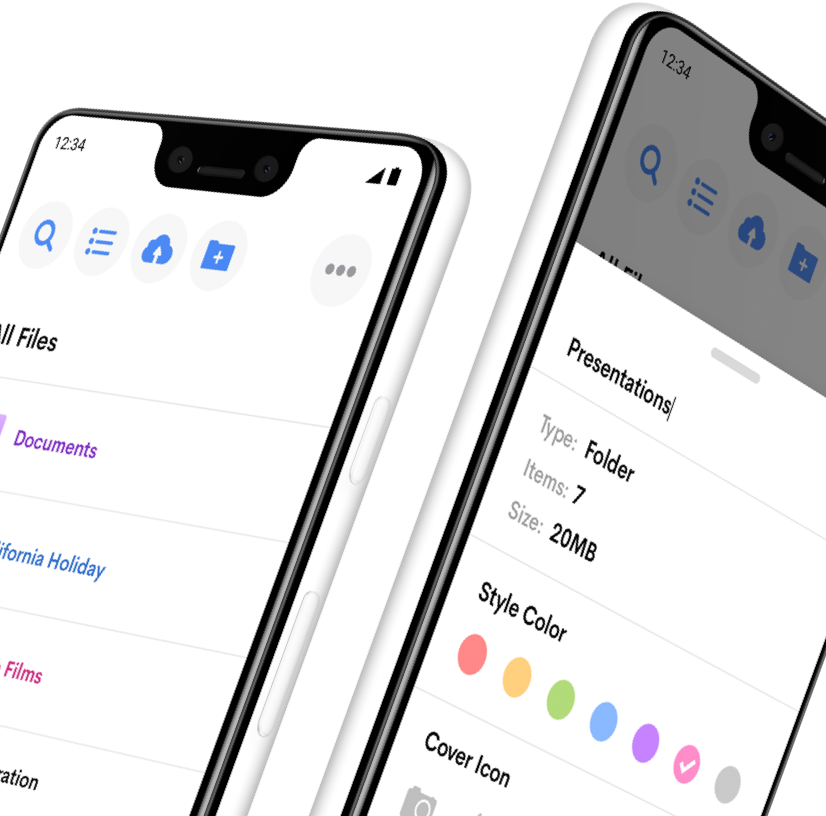 12:34
ll Files
Documents
ifornia Holiday
Films
ration
12:34
All Fil
Presentations
Type: Folder
Items: 7
Size: 20MB
Style Color
Cover Icon